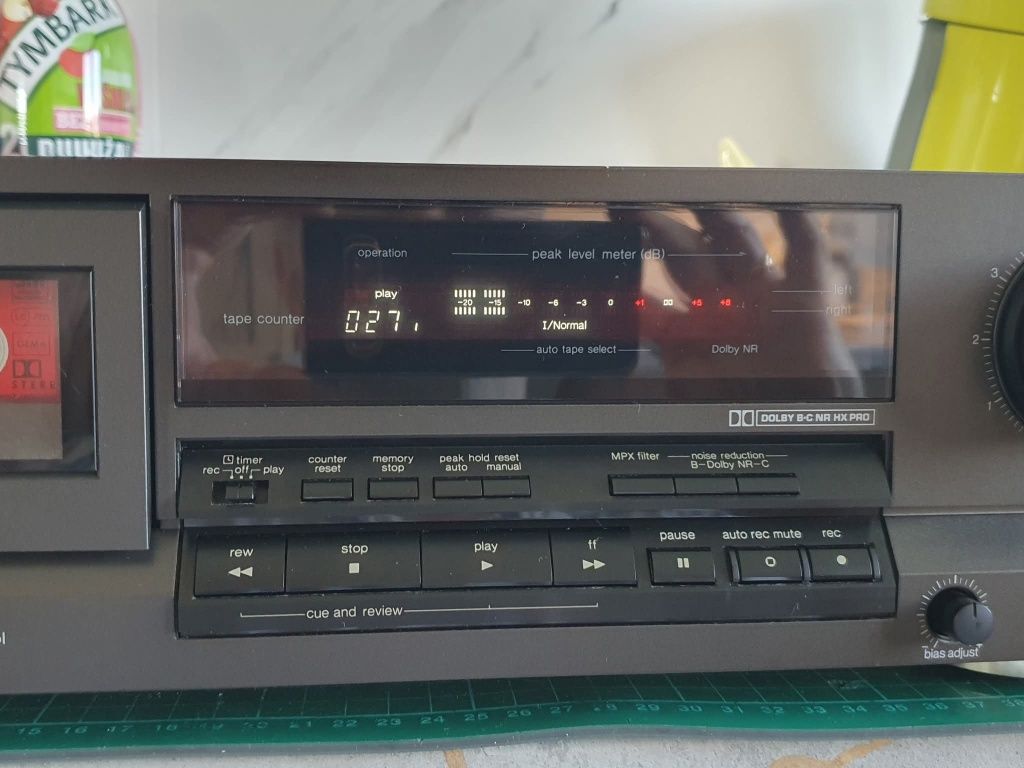 TYMBARK
operation
peak level meter (dB)
play
-20 -15 -10 -6 -3 0 +1 +5 +8
left
right
tape counter
027
I/Normal
auto tape select
Dolby NR
DOLBY B-C NR HX PRO
timer
rec off play
counter
reset
memory
stop
peak hold reset
auto manual
MPX filter
noise reduction
B-Dolby NR-C
rew
stop
play
ff
pause
auto rec mute
rec
cue and review
bias adjust
3
2
1
STERE
15 16 17 18 19 20 21 22 23 24 25 26 27 28 29 30 31 32 33 34 35 36 37 38